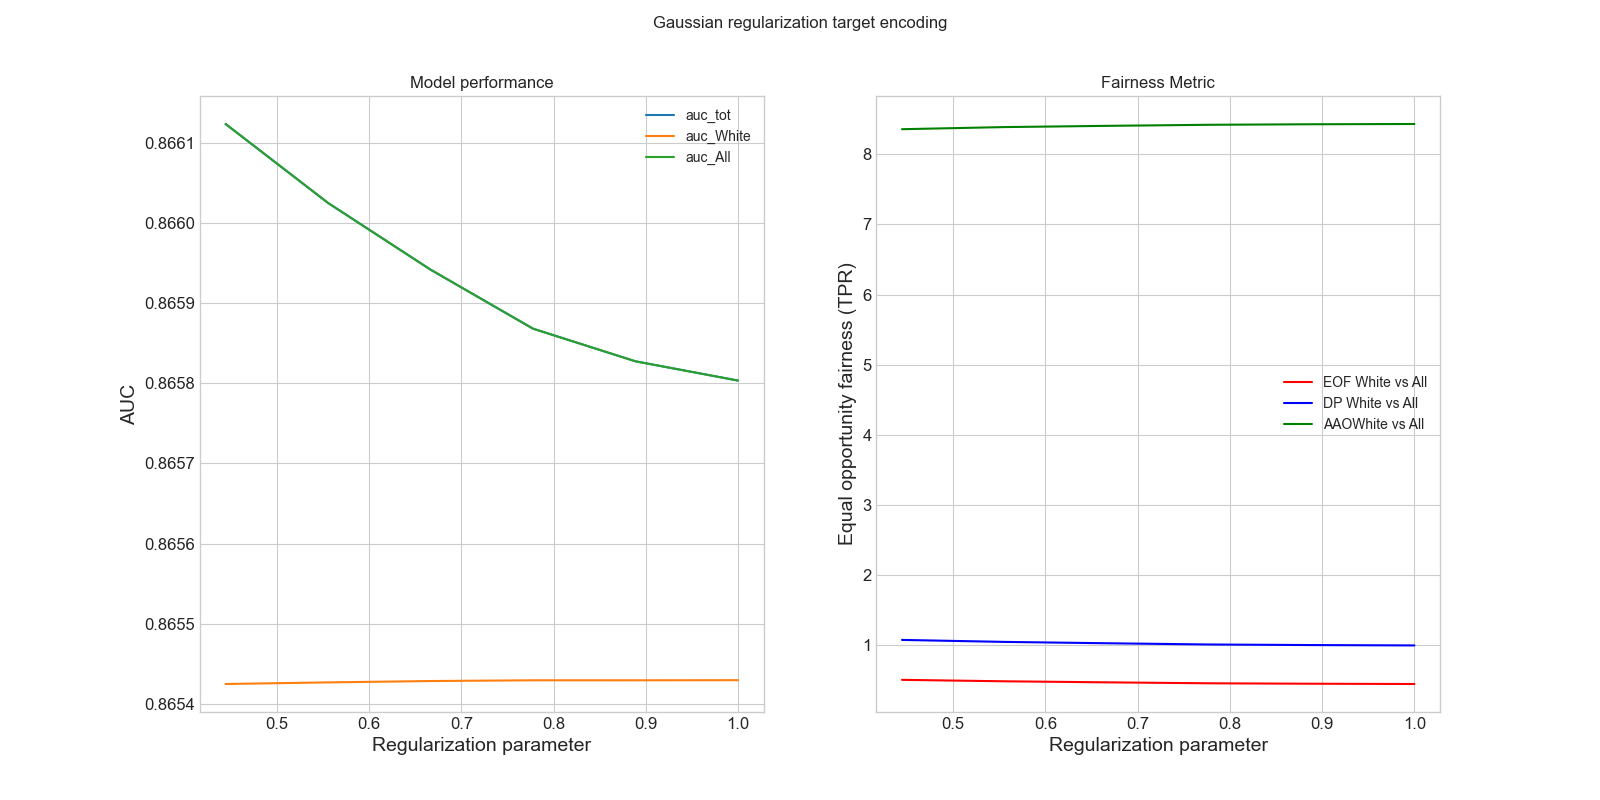 Gaussian regularization target encoding
Model performance
auc_tot
auc_White
auc_All
0.8661
0.8660
0.8659
0.8658
0.8657
0.8656
0.8655
0.8654
AUC
0.5 0.6 0.7 0.8 0.9 1.0
Regularization parameter
Fairness Metric
8
7
6
5
4
3
2
1
Equal opportunity fairness (TPR)
EOF White vs All
DP White vs All
AAOWhite vs All
0.5 0.6 0.7 0.8 0.9 1.0
Regularization parameter